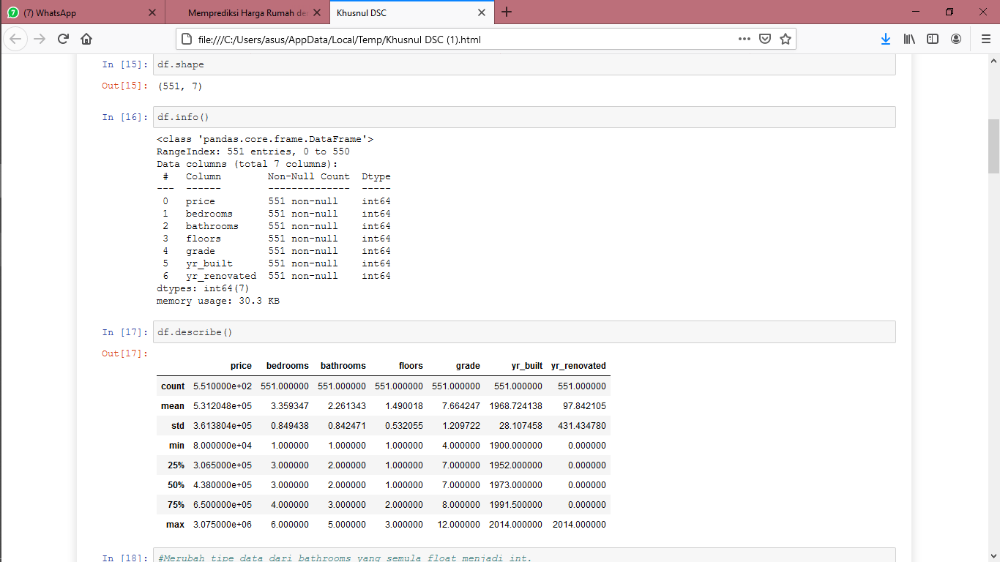 (7) WhatsApp
Memprediksi Harga Rumah de
Khusnul DSC
file:///C:/Users/asus/AppData/Local/Temp/Khusnul DSC (1).html
In [15]: df.shape
Out[15]: (551, 7)
In [16]: df.info()
<class 'pandas.core.frame.DataFrame'>
RangeIndex: 551 entries, 0 to 550
Data columns (total 7 columns):
# Column Non-Null Count Dtype
--- ------ -------------- -----
0 price 551 non-null int64
1 bedrooms 551 non-null int64
2 bathrooms 551 non-null int64
3 floors 551 non-null int64
4 grade 551 non-null int64
5 yr_built 551 non-null int64
6 yr_renovated 551 non-null int64
dtypes: int64(7)
memory usage: 30.3 KB
In [17]: df.describe()
Out[17]:
price bedrooms bathrooms floors grade yr_built yr_renovated
count 5.510000e+02 551.000000 551.000000 551.000000 551.000000 551.000000 551.000000
mean 5.312048e+05 3.359347 2.261343 1.490018 7.664247 1968.724138 97.842105
std 3.613804e+05 0.849438 0.842471 0.532055 1.209722 28.107458 431.434780
min 8.000000e+04 1.000000 1.000000 1.000000 4.000000 1900.000000 0.000000
25% 3.065000e+05 3.000000 2.000000 1.000000 7.000000 1952.000000 0.000000
50% 4.380000e+05 3.000000 2.000000 1.000000 7.000000 1973.000000 0.000000
75% 6.500000e+05 4.000000 3.000000 2.000000 8.000000 1991.500000 0.000000
max 3.075000e+06 6.000000 5.000000 3.000000 12.000000 2014.000000 2014.000000
In [18]: #Merubah tipe data dari bathrooms yang semula float menjadi int.